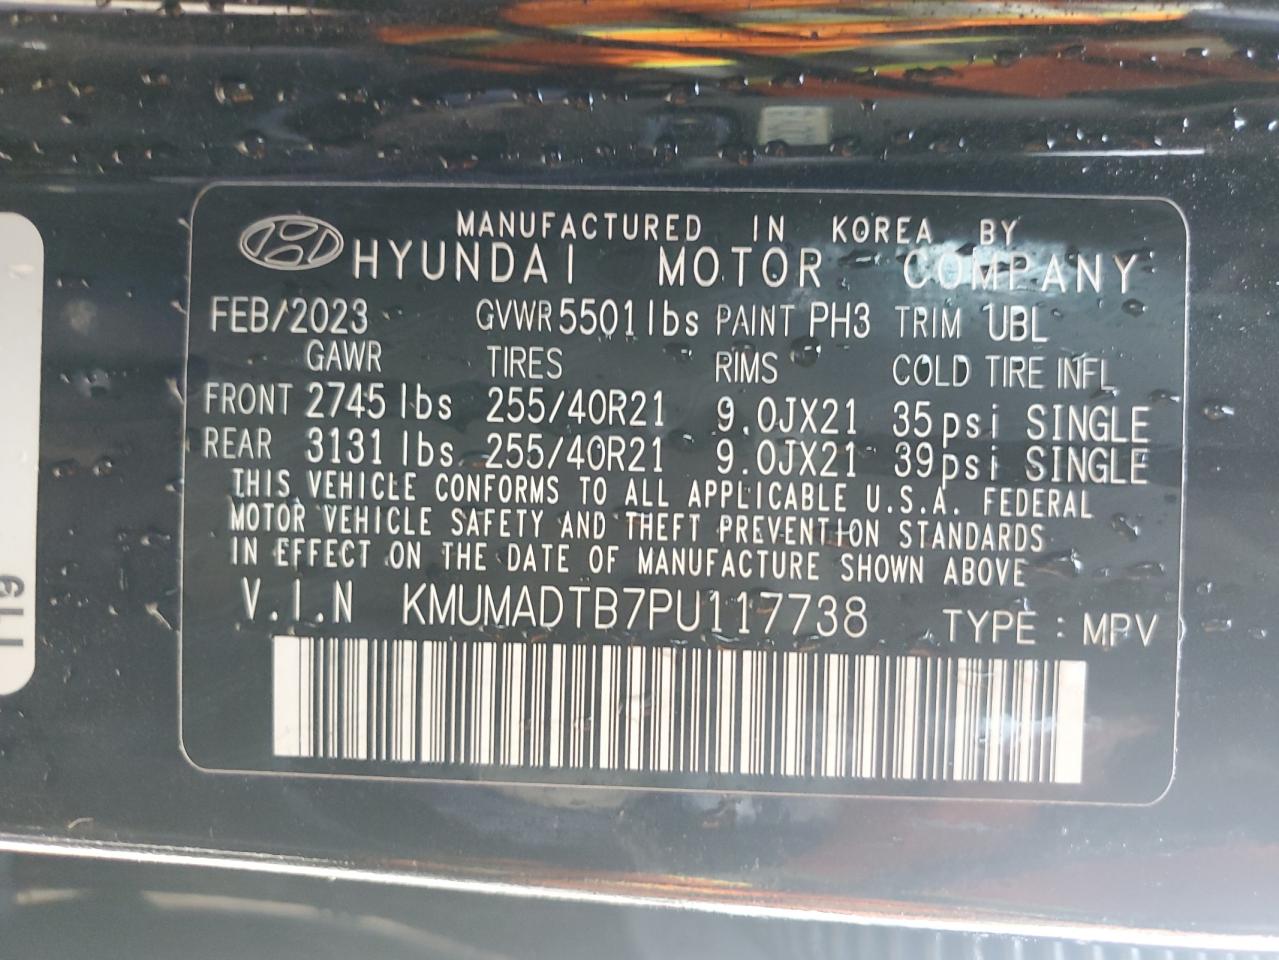 MANUFACTURED IN KOREA BY
HYUNDAI MOTOR COMPANY
FEB/2023 GVWR 5501 lbs PAINT PH3 TRIM UBL
GAWR TIRES RIMS COLD TIRE INFL
FRONT 2745 lbs 255/40R21 9.0JX21 35psi SINGLE
REAR 3131 lbs 255/40R21 9.0JX21 39psi SINGLE
THIS VEHICLE CONFORMS TO ALL APPLICABLE U.S.A. FEDERAL
MOTOR VEHICLE SAFETY AND THEFT PREVENTION STANDARDS
IN EFFECT ON THE DATE OF MANUFACTURE SHOWN ABOVE
V.I.N KMUMADTB7PU117738 TYPE : MPV